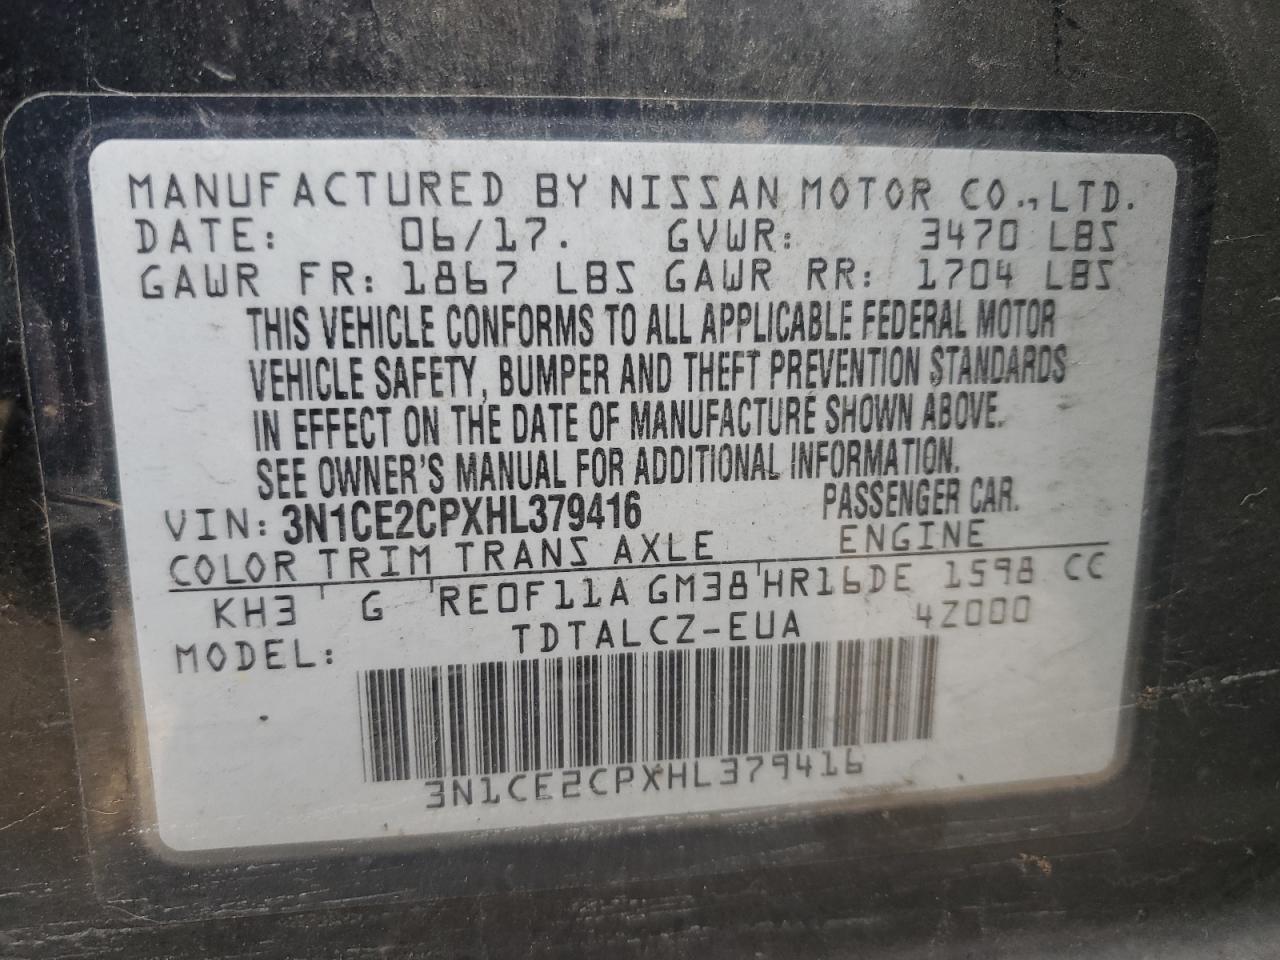 MANUFACTURED BY NISSAN MOTOR CO., LTD.
DATE: 06/17. GVWR: 3470 LBS
GAWR FR: 1867 LBS GAWR RR: 1704 LBS
THIS VEHICLE CONFORMS TO ALL APPLICABLE FEDERAL MOTOR
VEHICLE SAFETY, BUMPER AND THEFT PREVENTION STANDARDS
IN EFFECT ON THE DATE OF MANUFACTURE SHOWN ABOVE.
SEE OWNER'S MANUAL FOR ADDITIONAL INFORMATION.
VIN: 3N1CE2CPXHL379416 PASSENGER CAR.
COLOR TRIM TRANS AXLE ENGINE
KH3 G RE0F11A GM38 HR16DE 1598 CC
MODEL: TDTALCZ-EUA 4Z000
3N1CE2CPXHL379416